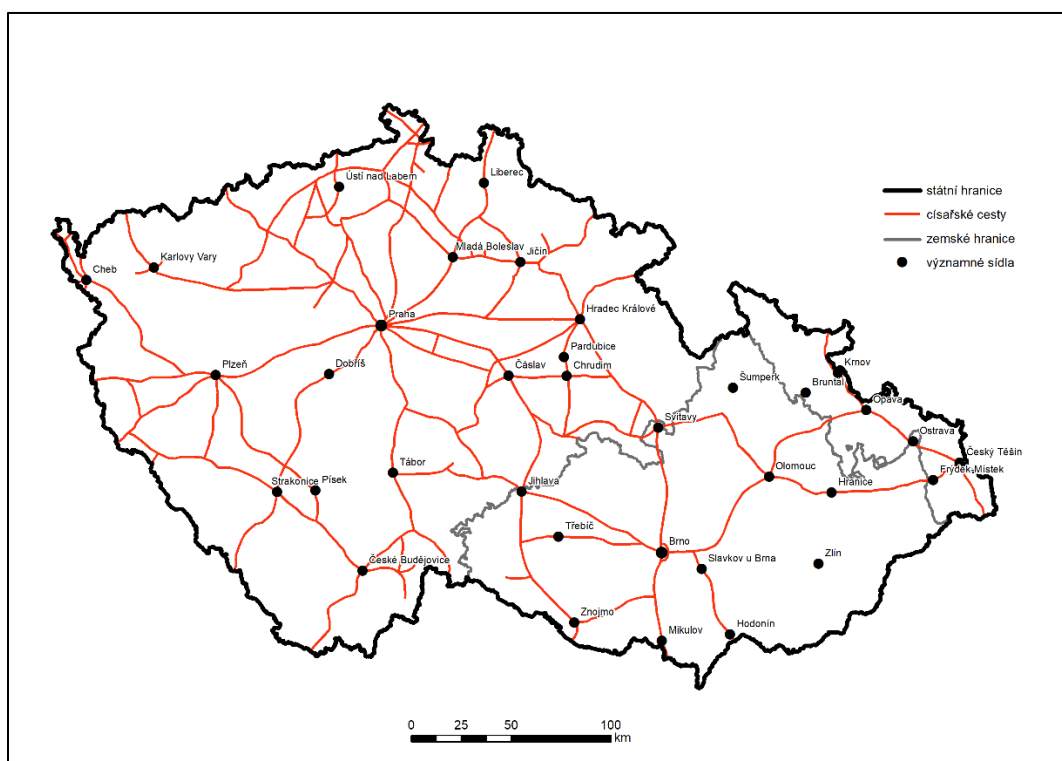 Ústí nad Labem
Liberec
státní hranice
císařské cesty
zemské hranice
významné sídla
Cheb
Karlovy Vary
Mladá Boleslav
Jičín
Praha
Hradec Králové
Plzeň
Dobříš
Pardubice
Čáslav
Chrudim
Šumperk
Bruntál
Krnov
Opava
Svitavy
Ostrava
Český Těšín
Frýdek-Místek
Tábor
Olomouc
Hranice
Strakonice
Písek
Jihlava
Třebíč
Brno
Slavkov u Brna
Zlín
České Budějovice
Znojmo
Mikulov
Hodonín
0 25 50 100
km